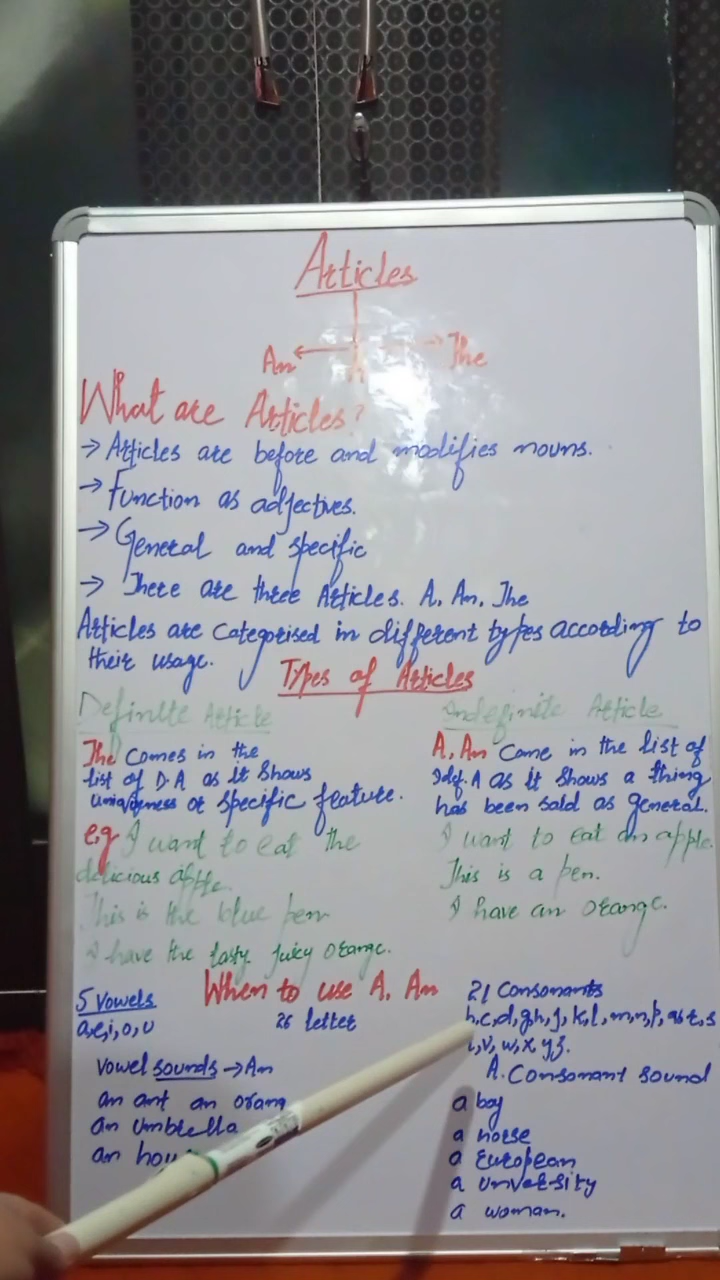 Articles
An A The
What are Articles?
→ Articles are before and modifies nouns.
→ Function as adjectives.
→ General and specific
→ There are three Articles. A, An, The
Articles are categorised in different types according to
their usage.
Types of Articles
Definite Article
The comes in the
list of D.A as it shows
uniqueness or specific feature.
e.g I want to eat the
delicious apple.
This is the blue pen
I have the tasty juicy orange.
Indefinite Article
A, An come in the list of
Idef. A as it shows a thing
has been said as general.
I want to eat an apple.
This is a pen.
I have an orange.
When to use A, An
5 Vowels
a,e,i,o,u
26 letter
Vowel sounds → An
an ant an orang
an umbrella
an hou
21 Consonants
c,d,g,h,j,k,l,m,n,p,
v,w,x,y,z.
A. Consonant sound
a boy
a horse
a European
a unversity
a woman.